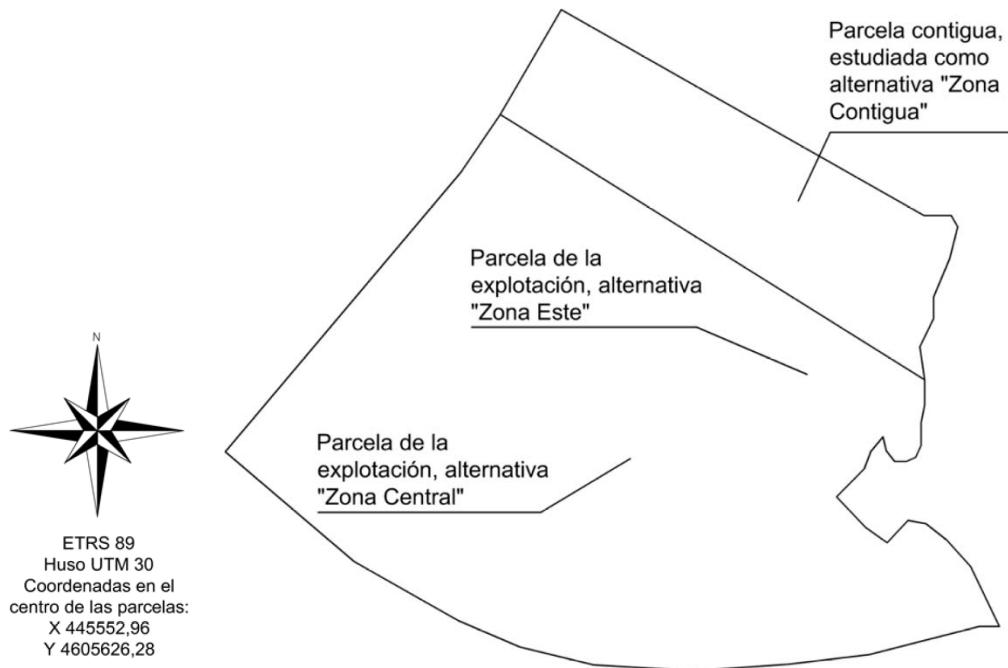 Parcela contigua,
estudiada como
alternativa "Zona
Contigua"
Parcela de la
explotación, alternativa
"Zona Este"
Parcela de la
explotación, alternativa
"Zona Central"
N
ETRS 89
Huso UTM 30
Coordenadas en el
centro de las parcelas:
X 445552,96
Y 4605626,28